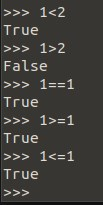 >>> 1<2
True
>>> 1>2
False
>>> 1==1
True
>>> 1>=1
True
>>> 1<=1
True
>>>